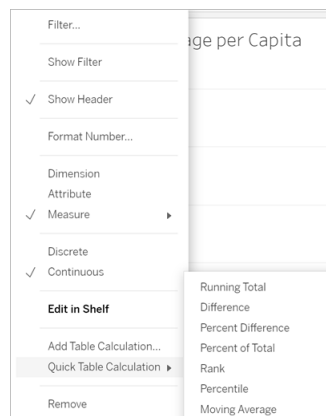 Filter...
age per Capita
Show Filter
Show Header
Format Number...
Dimension
Attribute
Measure
Discrete
Continuous
Edit in Shelf
Add Table Calculation...
Quick Table Calculation
Remove
Running Total
Difference
Percent Difference
Percent of Total
Rank
Percentile
Moving Average